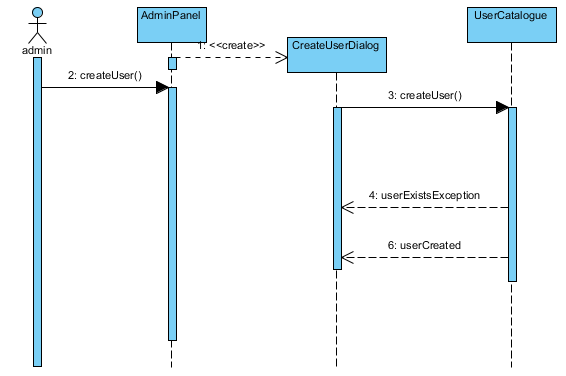 AdminPanel
UserCatalogue
admin
1: <<create>>
CreateUserDialog
2: createUser()
3: createUser()
4: userExistsException
6: userCreated